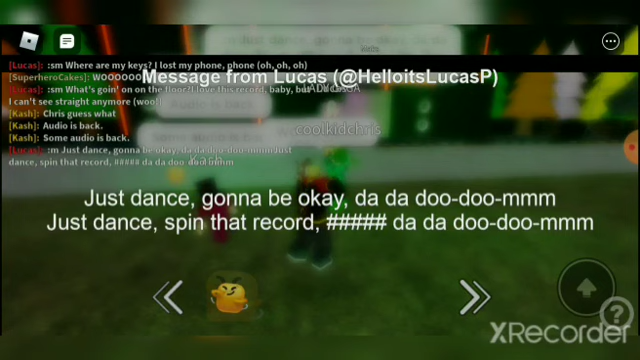 [Lucas]: :sm Where are my keys? I lost my phone, phone (oh, oh, oh)
[SuperheroCakes]: WOOOOOO
Message from Lucas (@HelloitsLucasP)
[Lucas]: :sm What's goin' on on the floor? I love this record, baby, but
I can't see straight anymore (woo!)
[Kash]: Chris guess what
[Kash]: Audio is back.
coolkidchris
[Kash]: Some audio is back.
[Lucas]: :m Just dance, gonna be okay, da da doo-doo-mmm Just
dance, spin that record, ##### da da doo-doo-mmm
Kash
Just dance, gonna be okay, da da doo-doo-mmm
Just dance, spin that record, ##### da da doo-doo-mmm
?
XRecorder